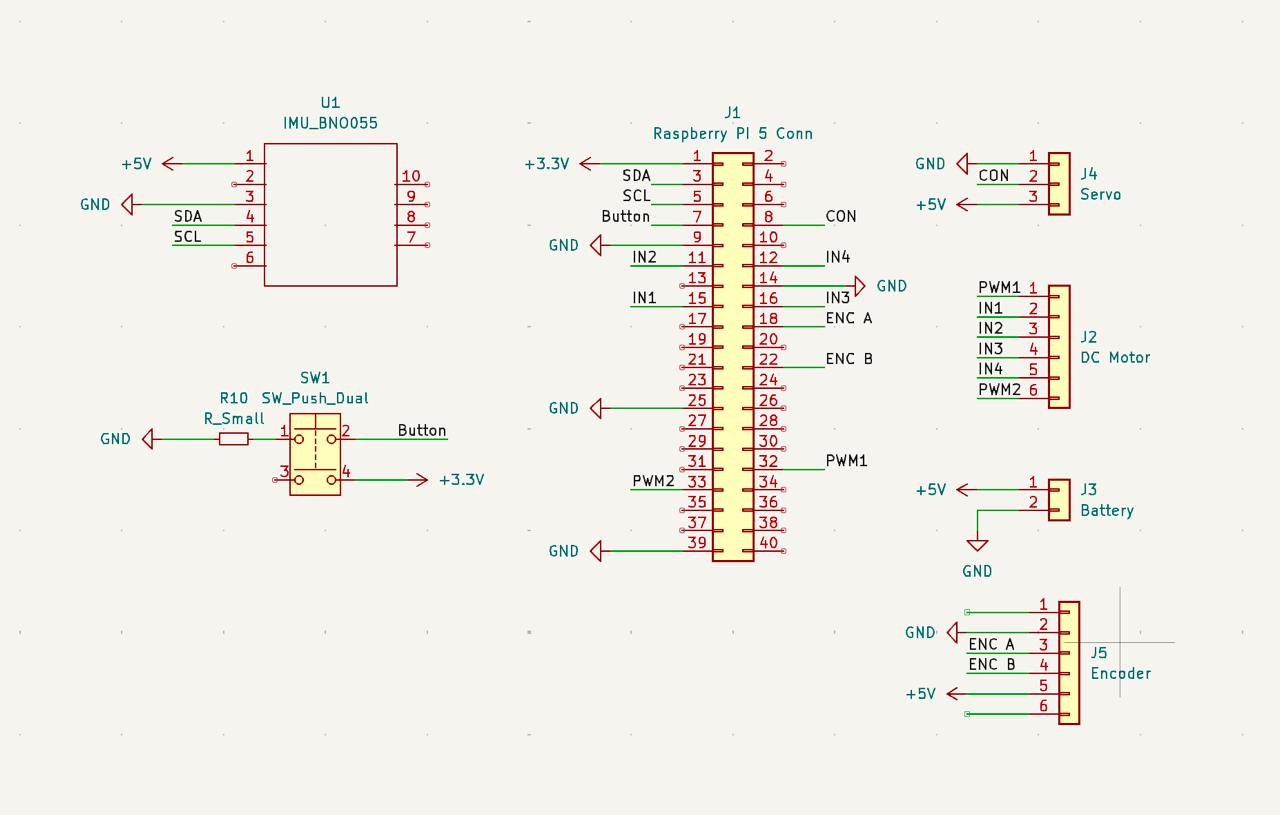 U1
IMU_BNO055
+5V
1
2
GND
3
SDA
4
SCL
5
6
10
9
8
7
SW1
R10
SW_Push_Dual
R_Small
GND
1
2
Button
3
4
+3.3V
J1
Raspberry PI 5 Conn
+3.3V
1
2
SDA
3
4
SCL
5
6
Button
7
8
CON
GND
9
10
IN2
11
12
IN4
13
14
GND
IN1
15
16
IN3
17
18
ENC A
19
20
21
22
ENC B
23
24
GND
25
26
27
28
29
30
31
32
PWM1
PWM2
33
34
35
36
37
38
GND
39
40
GND
1
CON
2
+5V
3
J4
Servo
PWM1
1
IN1
2
IN2
3
IN3
4
IN4
5
PWM2
6
J2
DC Motor
+5V
1
2
J3
Battery
GND
1
GND
2
ENC A
3
ENC B
4
+5V
5
6
J5
Encoder